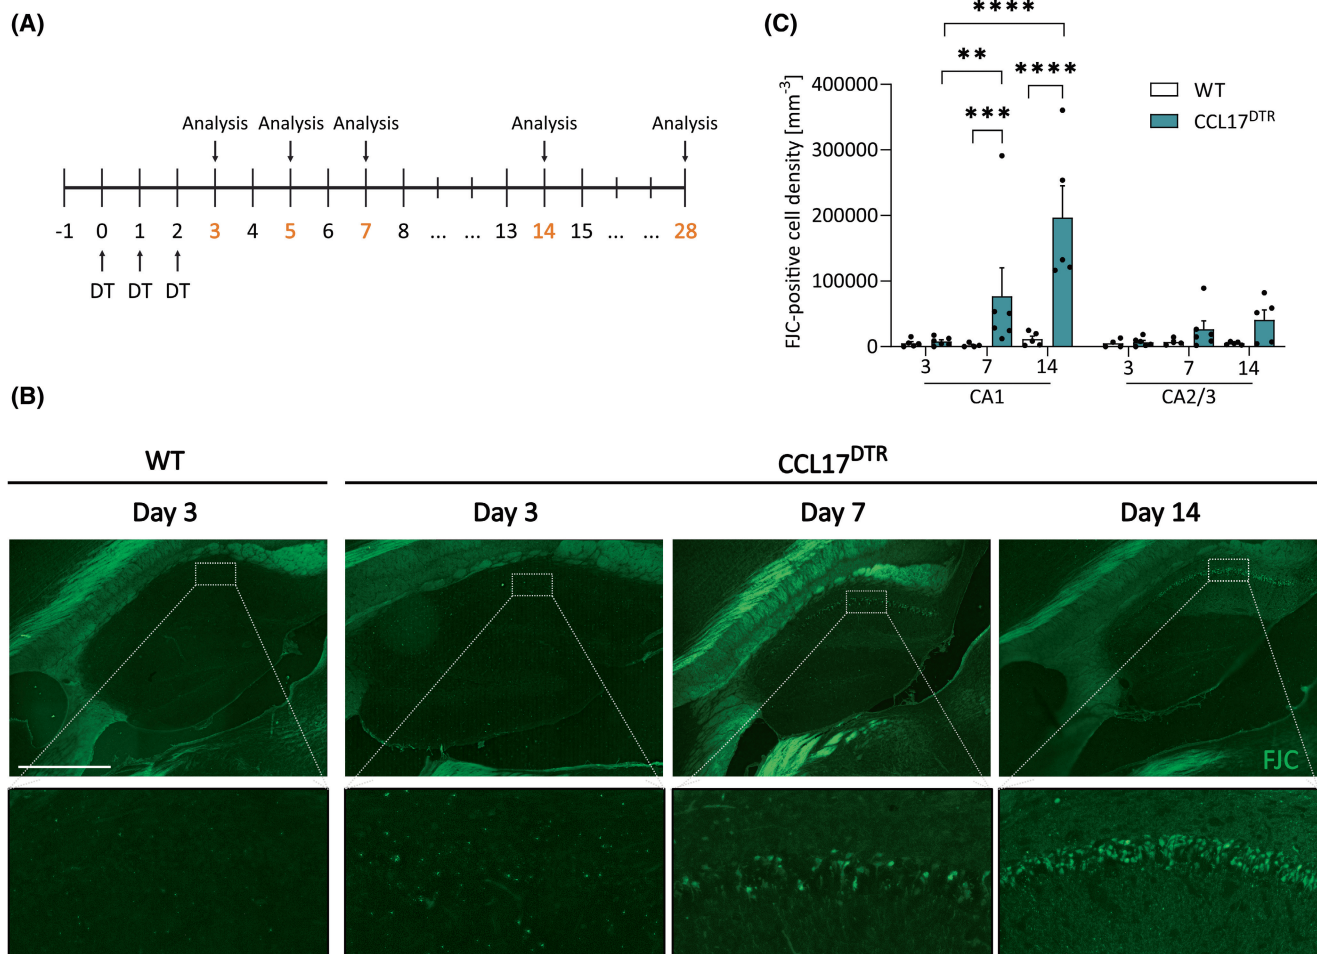 (A)
Analysis Analysis Analysis Analysis Analysis
-1 0 1 2 3 4 5 6 7 8 ... ... 13 14 15 ... ... 28
DT DT DT
(C)
****
**
****
***
FJC-positive cell density [mm-3]
400000
300000
200000
100000
0
WT
CCL17DTR
3 7 14 3 7 14
CA1 CA2/3
(B)
WT CCL17DTR
Day 3 Day 3 Day 7 Day 14
FJC